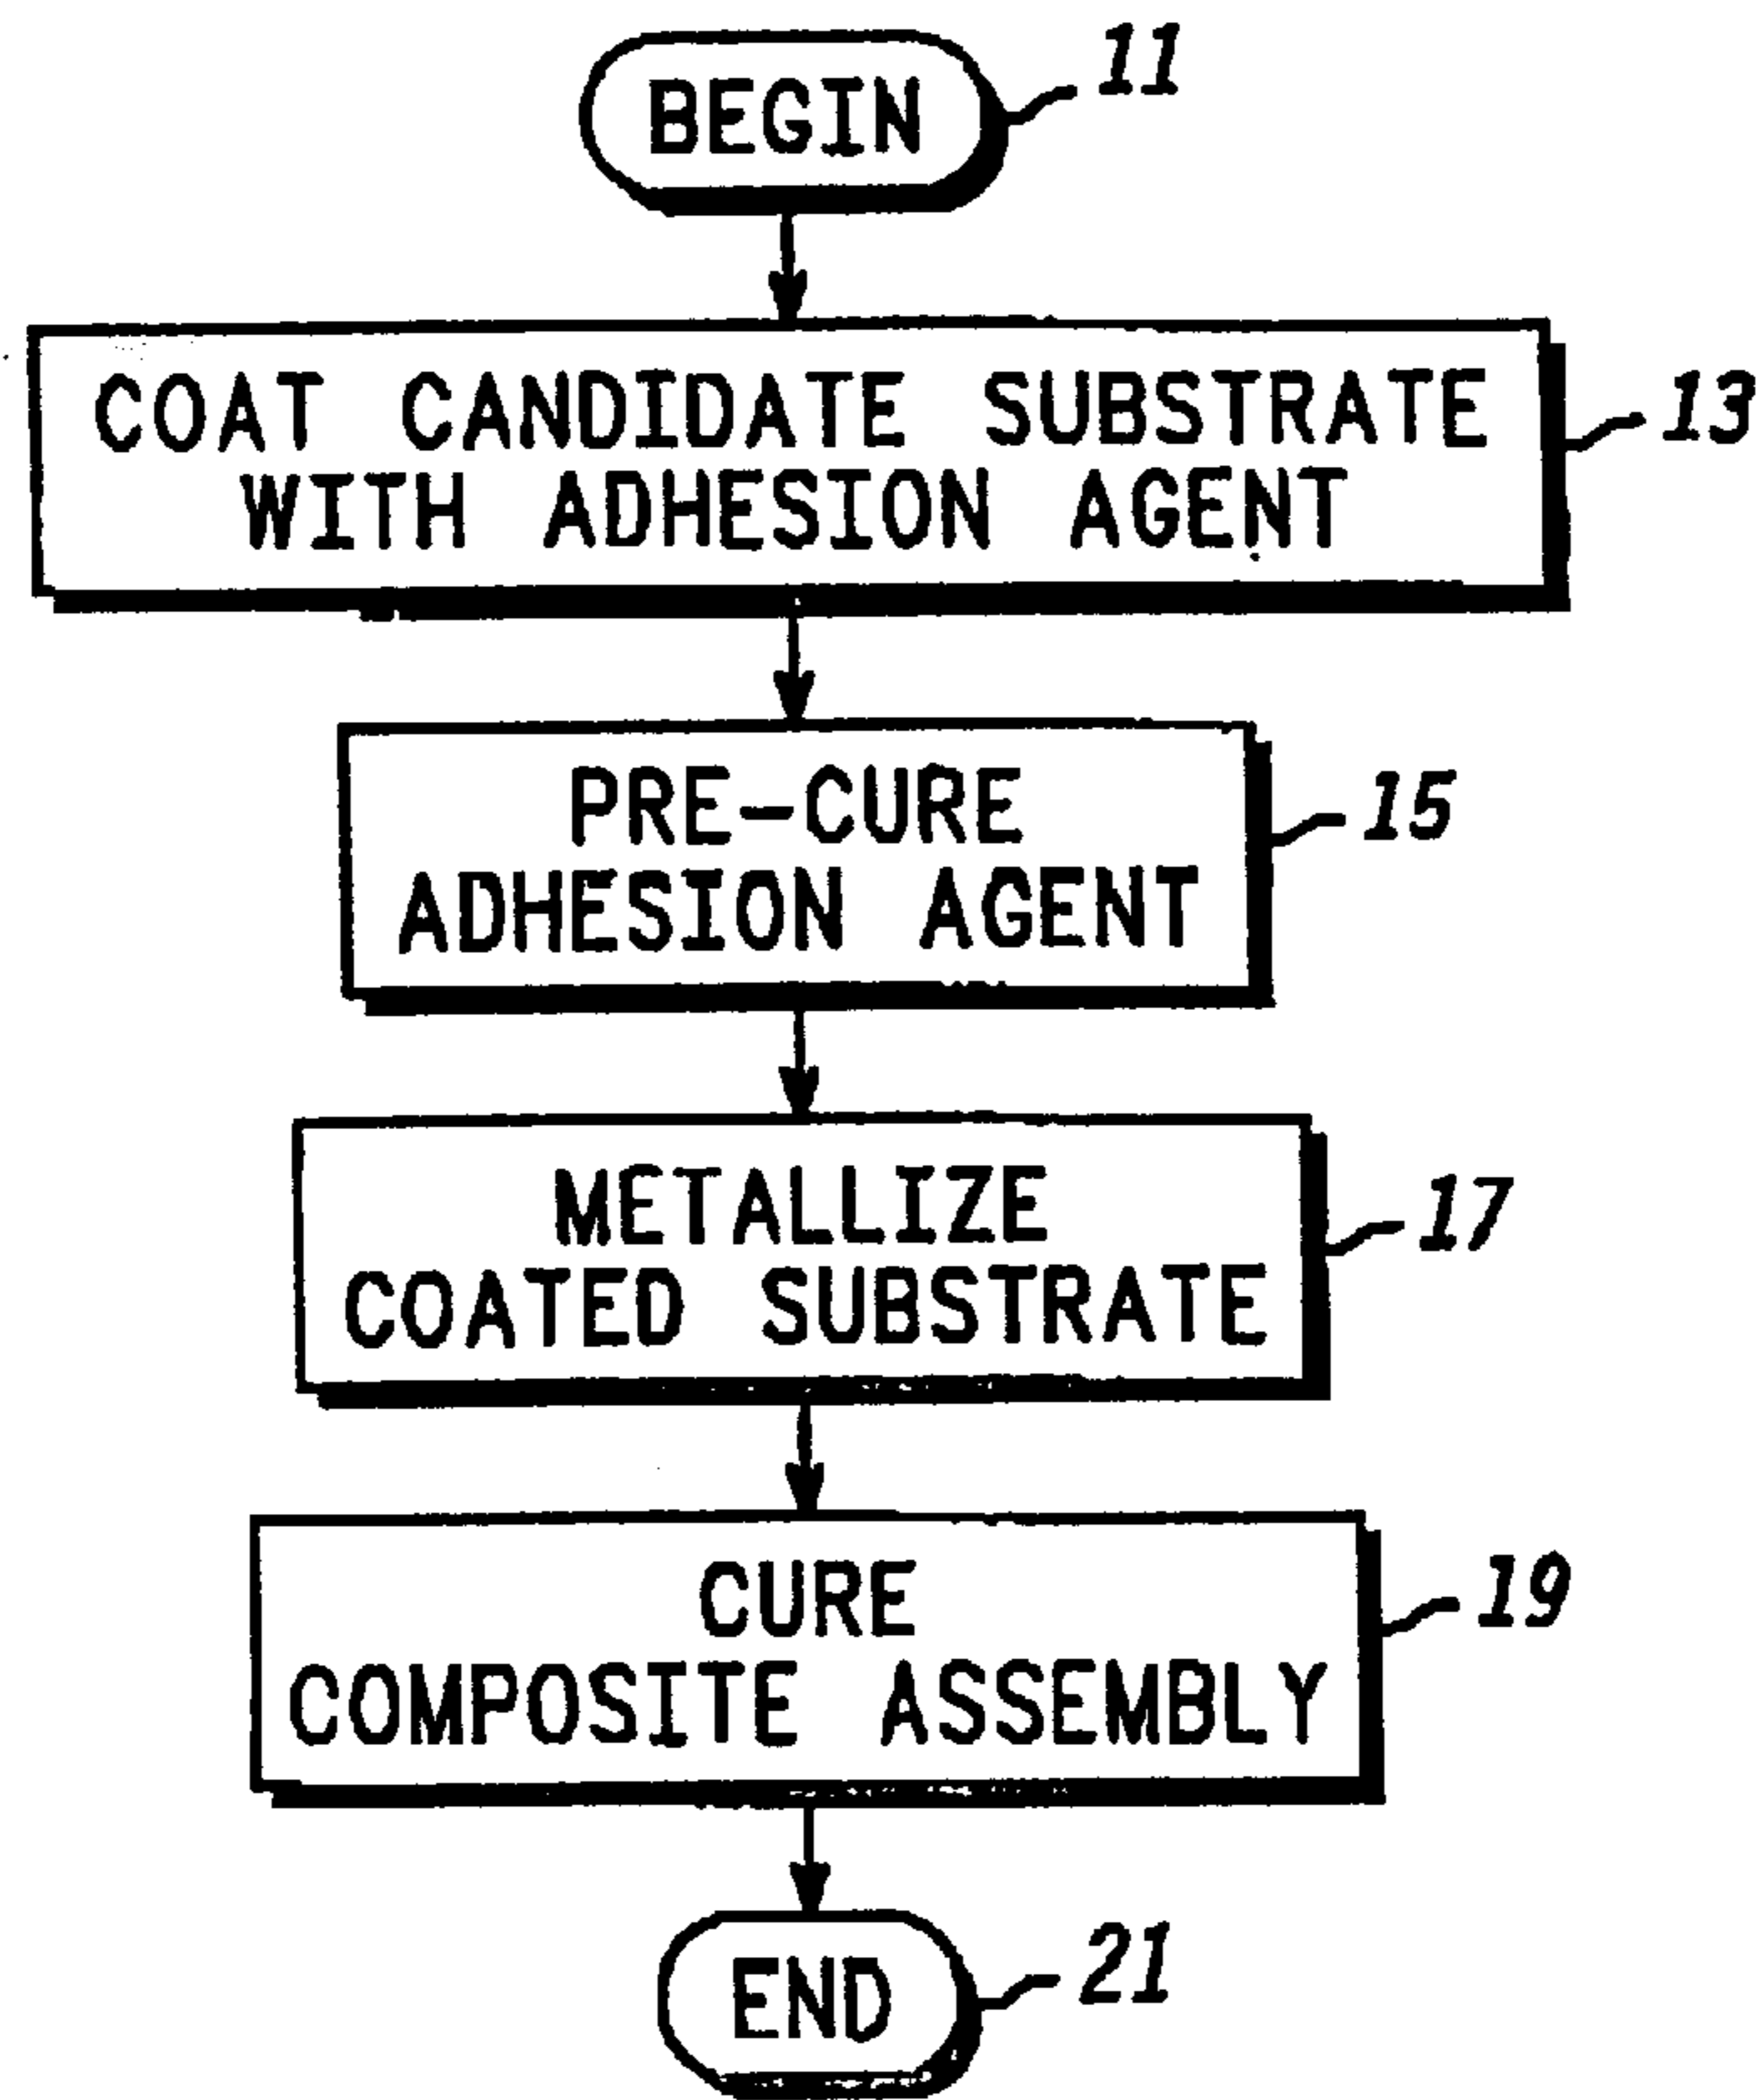 BEGIN
11
COAT CANDIDATE SUBSTRATE
WITH ADHESION AGENT
13
PRE-CURE
ADHESION AGENT
15
METALLIZE
COATED SUBSTRATE
17
CURE
COMPOSITE ASSEMBLY
19
END
21